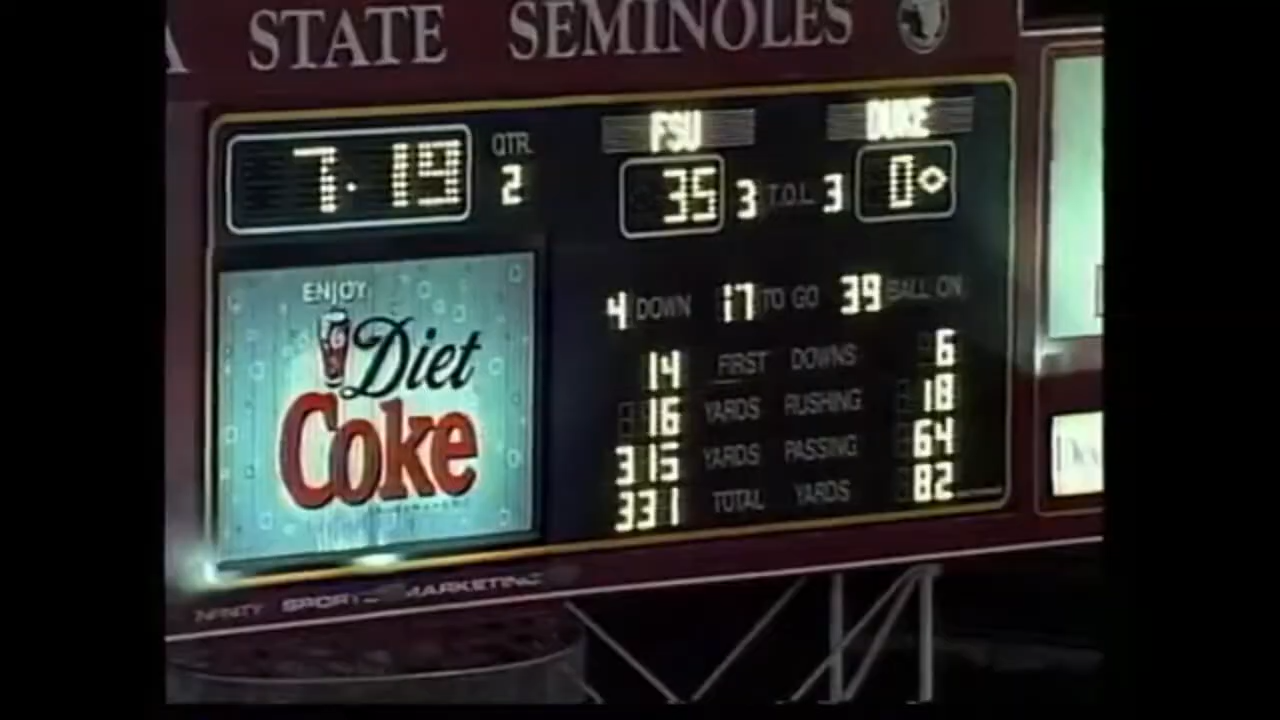 STATE SEMINOLES
7:19 QTR 2
FSU DUKE
35 3 T.O.L. 3 0
4 DOWN 17 TO GO 39 BALL ON
14 FIRST DOWNS 6
16 YARDS RUSHING 18
315 YARDS PASSING 64
331 TOTAL YARDS 82
ENJOY
Diet
Coke
SPORTS MARKETING